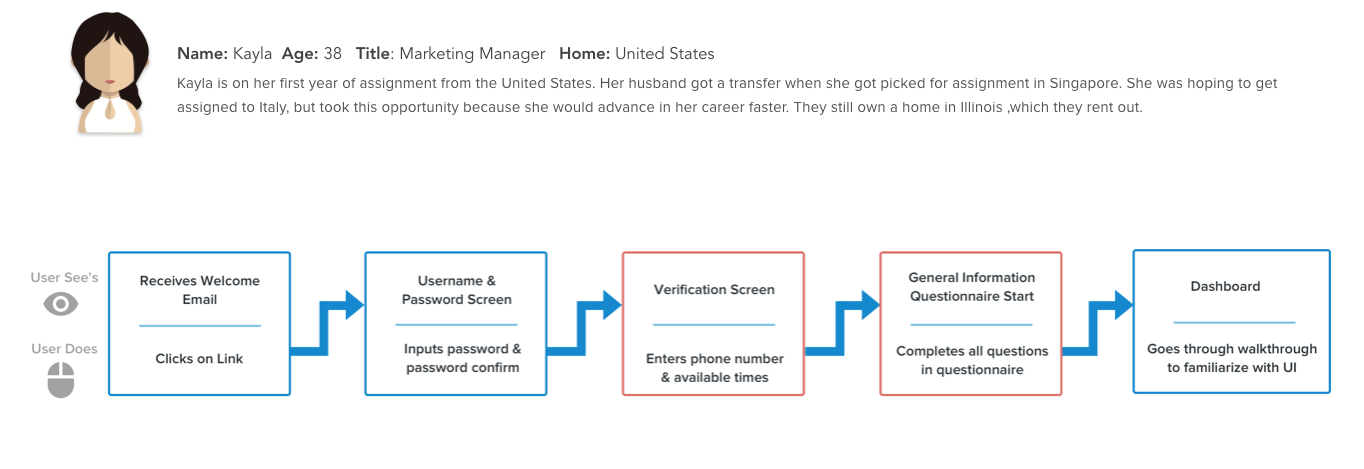 Name: Kayla Age: 38 Title: Marketing Manager Home: United States
Kayla is on her first year of assignment from the United States. Her husband got a transfer when she got picked for assignment in Singapore. She was hoping to get
assigned to Italy, but took this opportunity because she would advance in her career faster. They still own a home in Illinois ,which they rent out.
User See's
User Does
Receives Welcome
Email
Clicks on Link
Username &
Password Screen
Inputs password &
password confirm
Verification Screen
Enters phone number
& available times
General Information
Questionnaire Start
Completes all questions
in questionnaire
Dashboard
Goes through walkthrough
to familiarize with UI